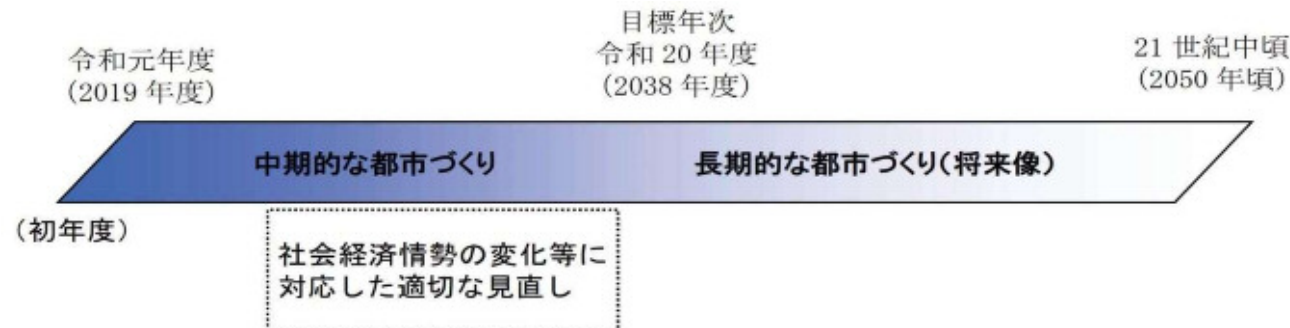 令和元年度
(2019 年度)
目標年次
令和 20 年度
(2038 年度)
21 世紀中頃
(2050 年頃)
中期的な都市づくり
長期的な都市づくり(将来像)
(初年度)
社会経済情勢の変化等に
対応した適切な見直し